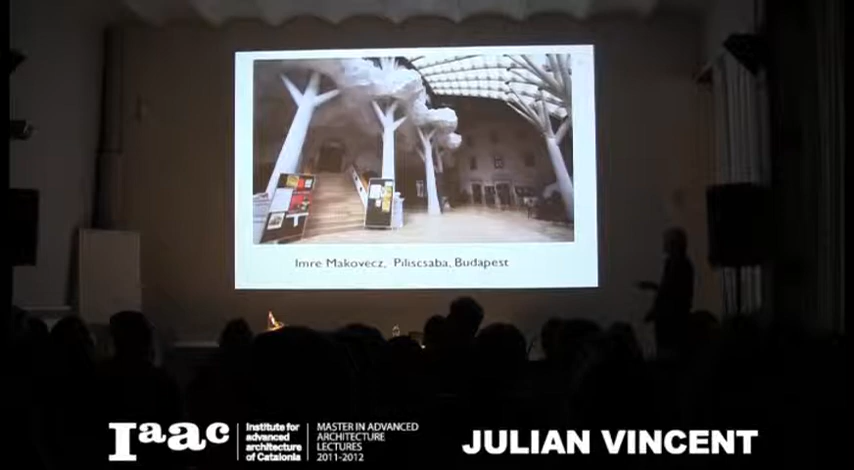 Imre Makovecz, Piliscsaba, Budapest
Iaac
Institute for
advanced
architecture
of Catalonia
MASTER IN ADVANCED
ARCHITECTURE
LECTURES
2011-2012
JULIAN VINCENT